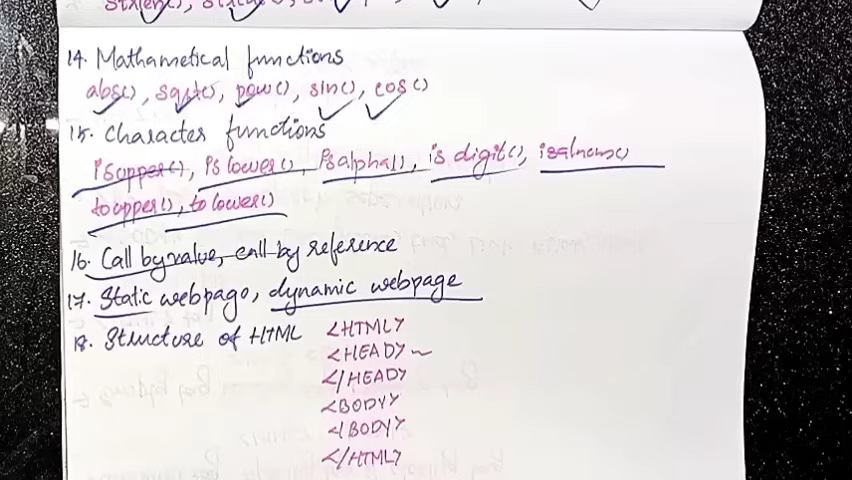 14. Mathametical functions
abs(), sqrt(), pow(), sin(), cos()
15. Character functions
isupper(), islower(), isalpha(), isdigit(), isalnum()
toupper(), tolower()
16. Call by value, call by reference
17. Static webpage, dynamic webpage
18. Structure of HTML <HTML>
<HEAD>
</HEAD>
<BODY>
</BODY>
</HTML>